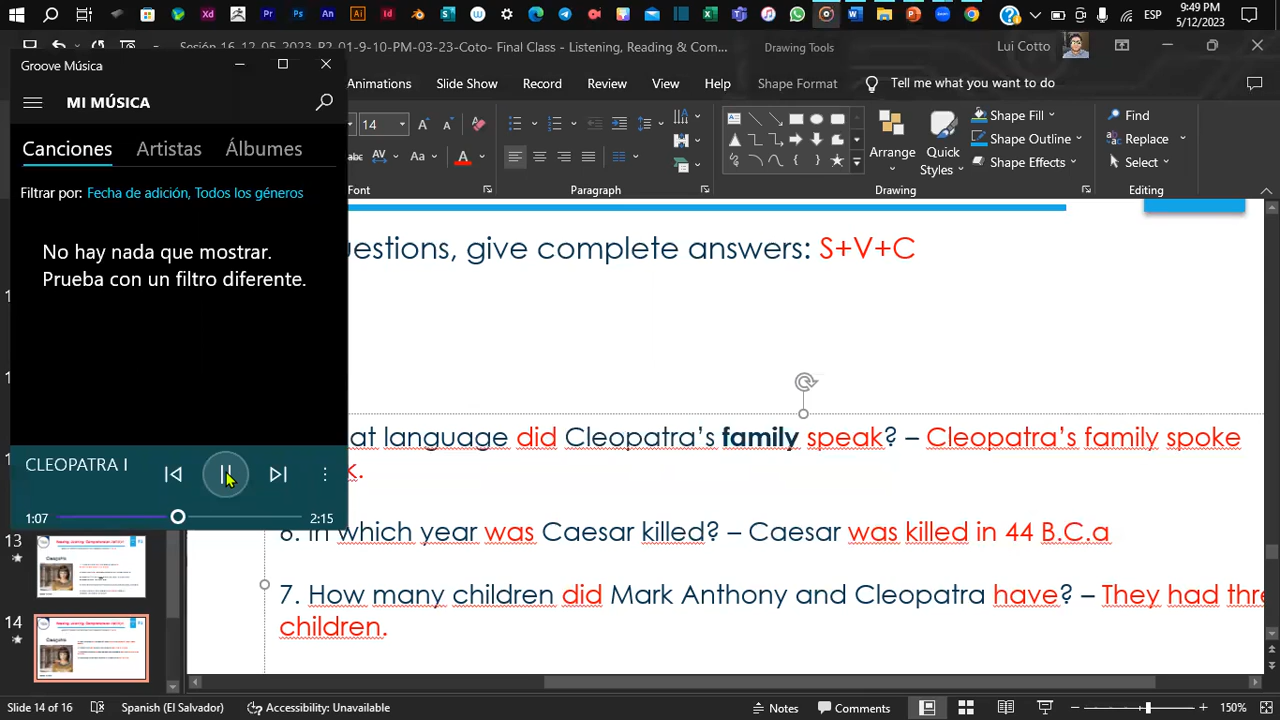 9:49 PM
ESP
5/12/2023
Sesión 16_12_05_2023_P2_01-9-10-PM-03-23-Coto- Final Class - Listening, Reading & Com...
Drawing Tools
Lui Cotto
Groove Música
MI MÚSICA
Animations
Slide Show
Record
Review
View
Help
Shape Format
Tell me what you want to do
Canciones
Artistas
Álbumes
14
Aa
Font
Paragraph
Arrange
Quick
Styles
Shape Fill
Shape Outline
Shape Effects
Drawing
Find
Replace
Select
Editing
Filtrar por: Fecha de adición, Todos los géneros
No hay nada que mostrar.
Prueba con un filtro diferente.
uestions, give complete answers: S+V+C
at language did Cleopatra's family speak? – Cleopatra's family spoke
k.
6. In which year was Caesar killed? – Caesar was killed in 44 B.C.a
7. How many children did Mark Anthony and Cleopatra have? – They had thre
children.
CLEOPATRA I
1:07
2:15
13
14
Slide 14 of 16
Spanish (El Salvador)
Accessibility: Unavailable
Notes
Comments
150%